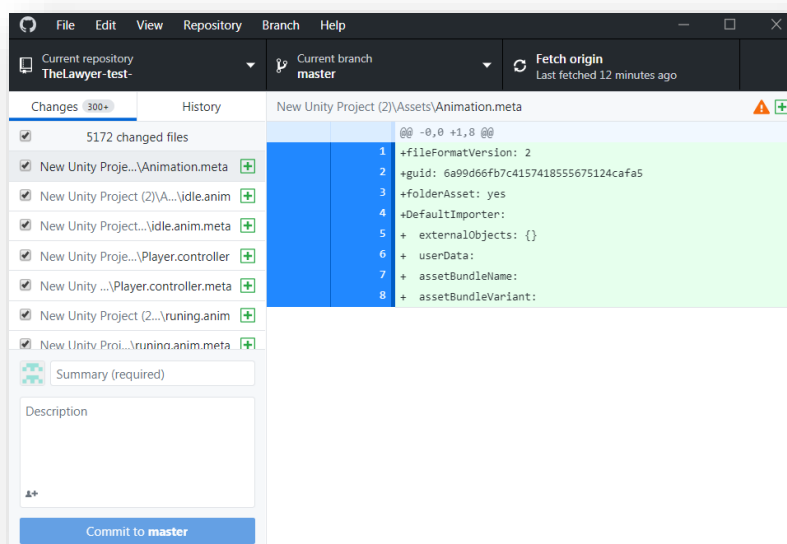 File Edit View Repository Branch Help
Current repository
TheLawyer-test-
Current branch
master
Fetch origin
Last fetched 12 minutes ago
Changes 300+ History
5172 changed files
New Unity Proje...\Animation.meta
New Unity Project (2)\A...\idle.anim
New Unity Project...\idle.anim.meta
New Unity Proje...\Player.controller
New Unity ...\Player.controller.meta
New Unity Project (2...\runing.anim
New Unity Proj...\runing.anim.meta
Summary (required)
Description
Commit to master
New Unity Project (2)\Assets\Animation.meta
@@ -0,0 +1,8 @@
1 +fileFormatVersion: 2
2 +guid: 6a99d66fb7c4157418555675124cafa5
3 +folderAsset: yes
4 +DefaultImporter:
5 +  externalObjects: {}
6 +  userData:
7 +  assetBundleName:
8 +  assetBundleVariant: